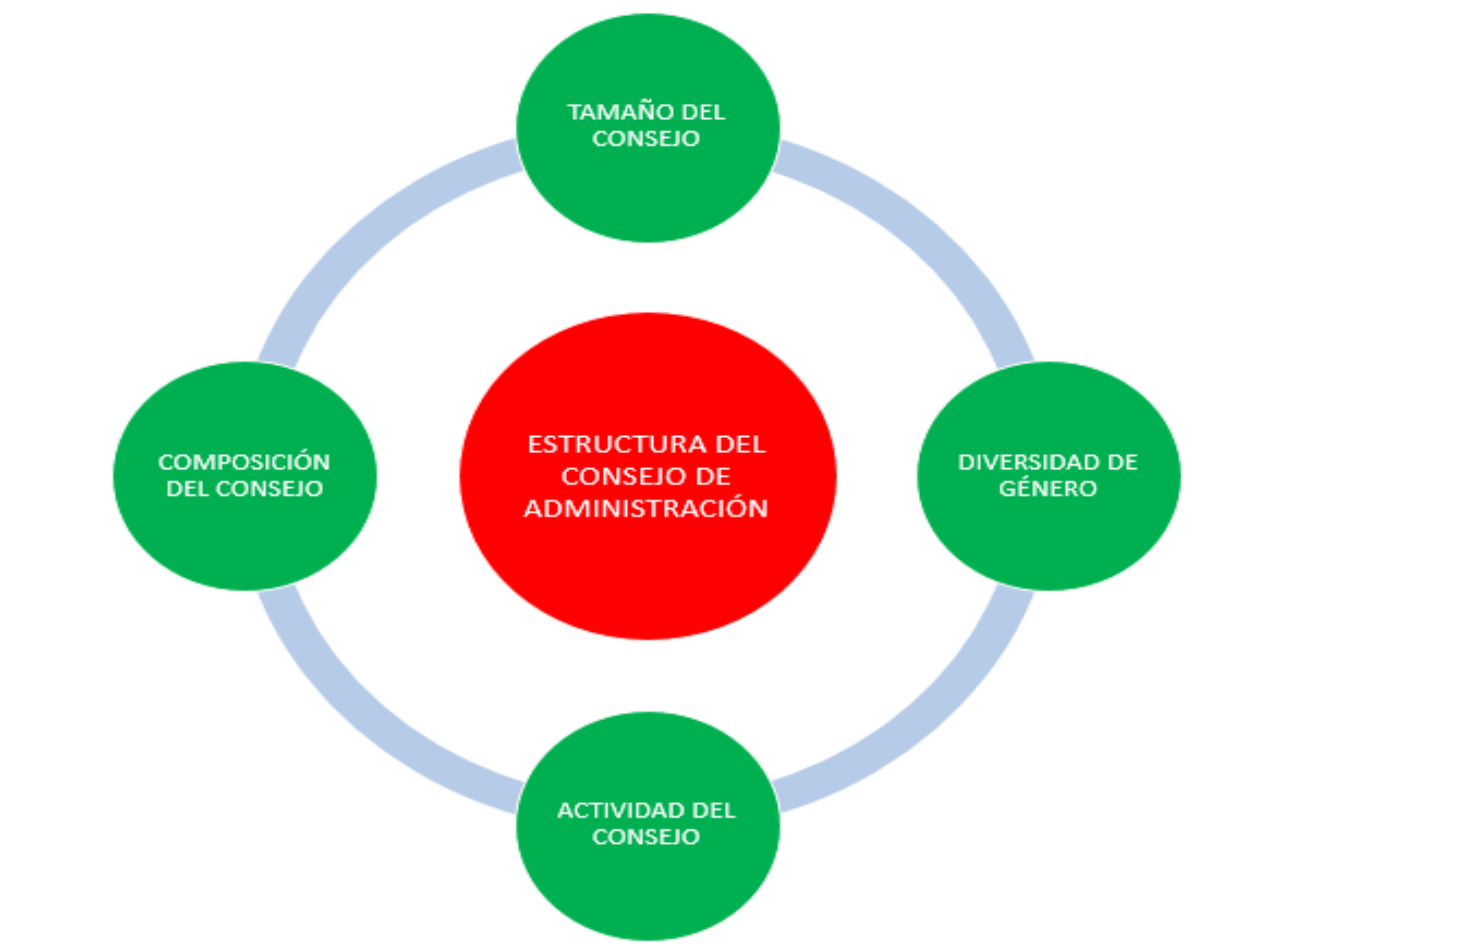 TAMAÑO DEL
CONSEJO
COMPOSICIÓN
DEL CONSEJO
ESTRUCTURA DEL
CONSEJO DE
ADMINISTRACIÓN
DIVERSIDAD DE
GÉNERO
ACTIVIDAD DEL
CONSEJO